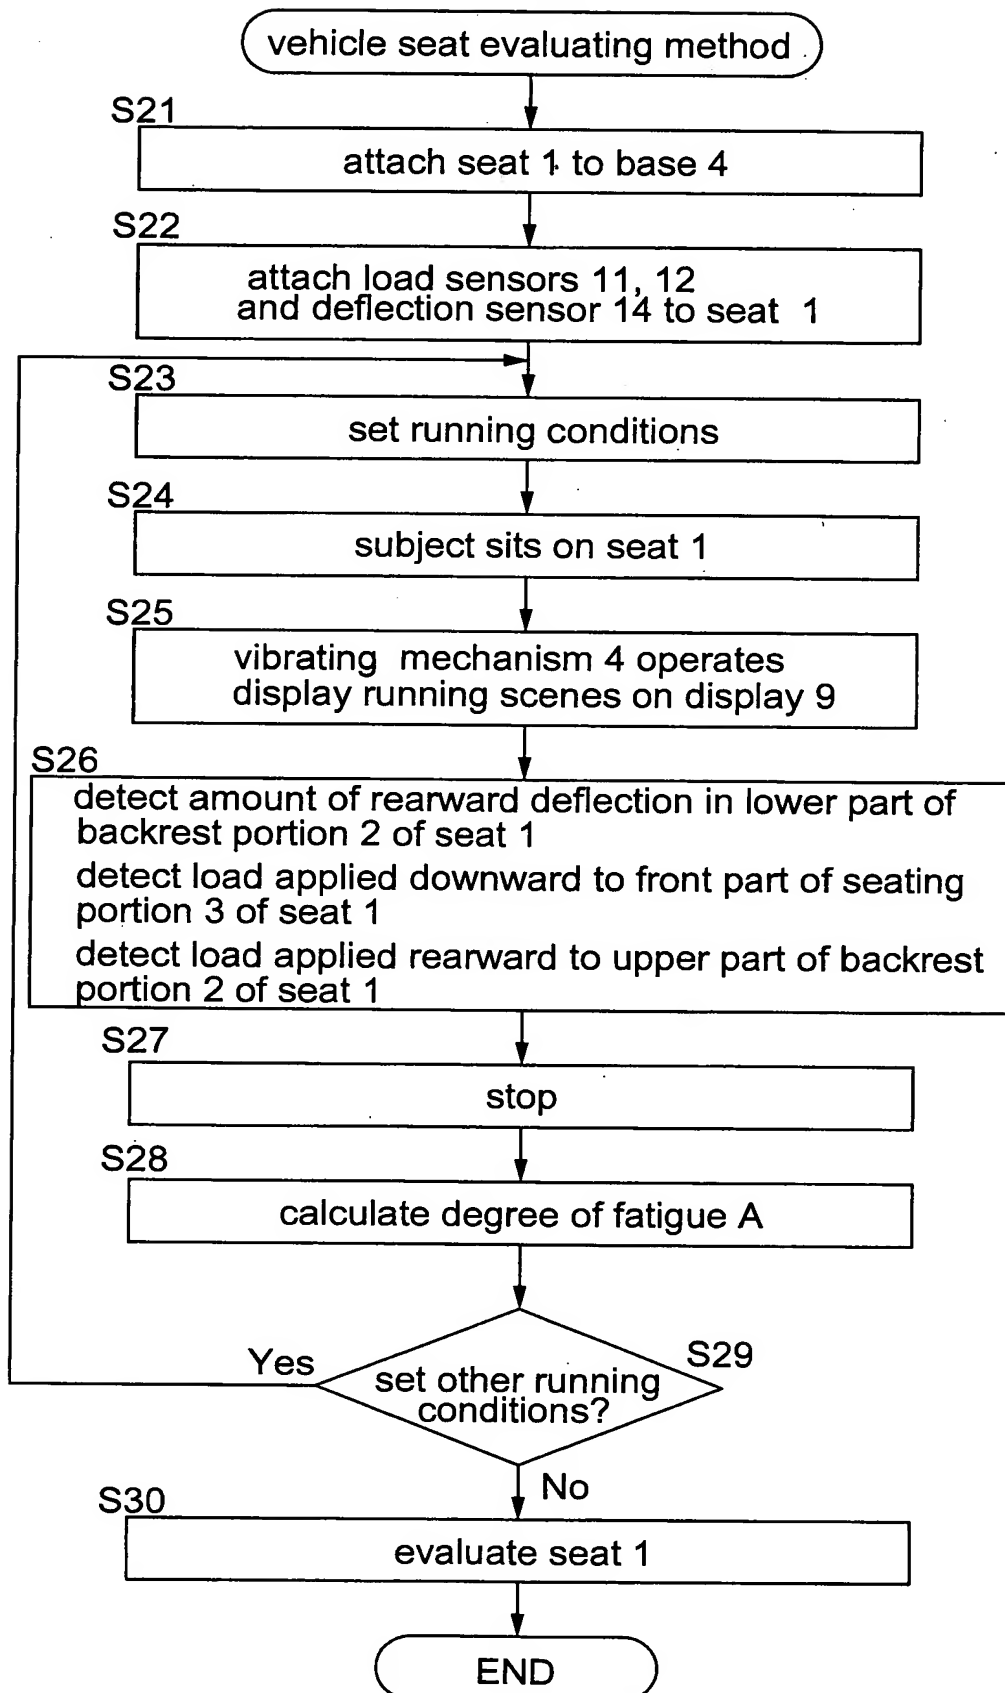 vehicle seat evaluating method
S21
attach seat 1 to base 4
S22
attach load sensors 11, 12
and deflection sensor 14 to seat 1
S23
set running conditions
S24
subject sits on seat 1
S25
vibrating mechanism 4 operates
display running scenes on display 9
S26
detect amount of rearward deflection in lower part of
backrest portion 2 of seat 1
detect load applied downward to front part of seating
portion 3 of seat 1
detect load applied rearward to upper part of backrest
portion 2 of seat 1
S27
stop
S28
calculate degree of fatigue A
Yes
S29
set other running
conditions?
No
S30
evaluate seat 1
END